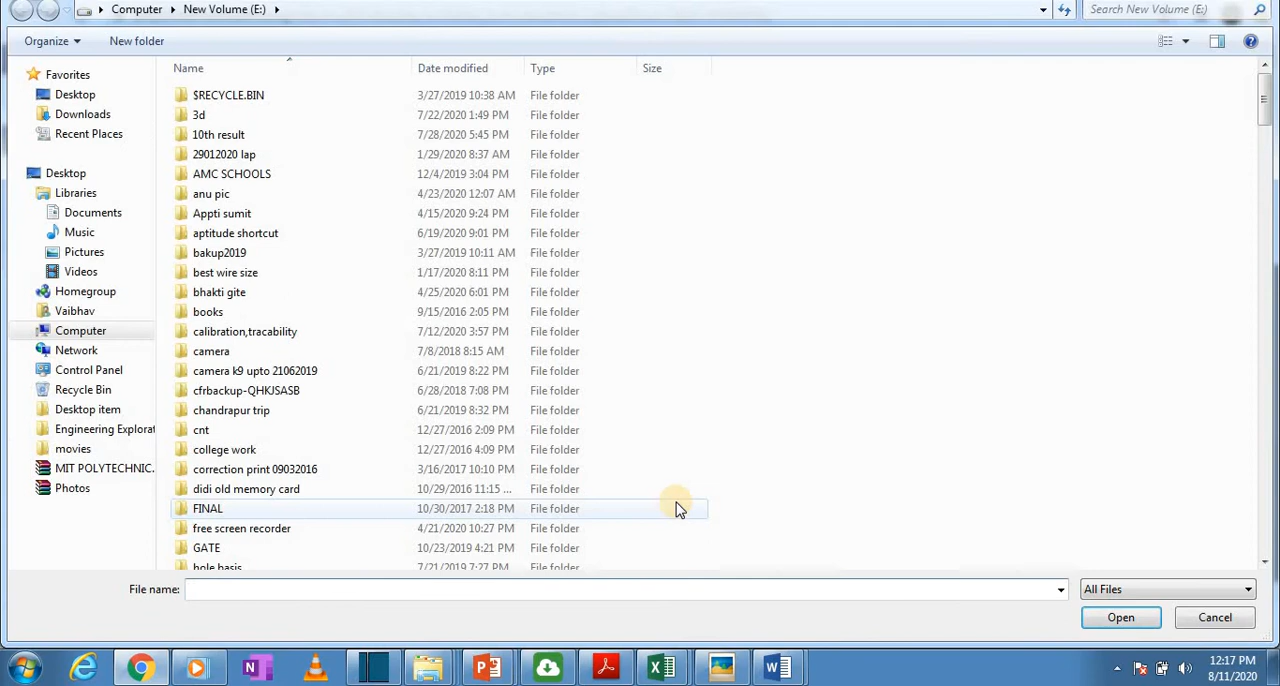 Computer New Volume (E:) Search New Volume (E:)
Organize New folder
Name Date modified Type Size
Favorites
Desktop
Downloads
Recent Places
Desktop
Libraries
Documents
Music
Pictures
Videos
Homegroup
Vaibhav
Computer
Network
Control Panel
Recycle Bin
Desktop item
Engineering Explorat
movies
MIT POLYTECHNIC.
Photos
$RECYCLE.BIN 3/27/2019 10:38 AM File folder
3d 7/22/2020 1:49 PM File folder
10th result 7/28/2020 5:45 PM File folder
29012020 lap 1/29/2020 8:37 AM File folder
AMC SCHOOLS 12/4/2019 3:04 PM File folder
anu pic 4/23/2020 12:07 AM File folder
Appti sumit 4/15/2020 9:24 PM File folder
aptitude shortcut 6/19/2020 9:01 PM File folder
bakup2019 3/27/2019 10:11 AM File folder
best wire size 1/17/2020 8:11 PM File folder
bhakti gite 4/25/2020 6:01 PM File folder
books 9/15/2016 2:05 PM File folder
calibration,tracability 7/12/2020 3:57 PM File folder
camera 7/8/2018 8:15 AM File folder
camera k9 upto 21062019 6/21/2019 8:22 PM File folder
cfrbackup-QHKJSASB 6/28/2018 7:08 PM File folder
chandrapur trip 6/21/2019 8:32 PM File folder
cnt 12/27/2016 2:09 PM File folder
college work 12/27/2016 4:09 PM File folder
correction print 09032016 3/16/2017 10:10 PM File folder
didi old memory card 10/29/2016 11:15 ... File folder
FINAL 10/30/2017 2:18 PM File folder
free screen recorder 4/21/2020 10:27 PM File folder
GATE 10/23/2019 4:21 PM File folder
hole basis 7/21/2019 7:27 PM File folder
File name: All Files
Open Cancel
12:17 PM
8/11/2020